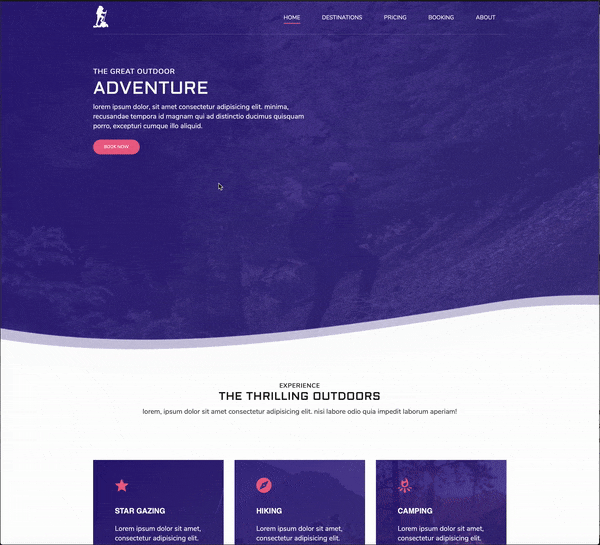 HOME DESTINATIONS PRICING BOOKING ABOUT
THE GREAT OUTDOOR
ADVENTURE
lorem ipsum dolor, sit amet consectetur adipisicing elit. minima,
recusandae tempora id magnam qui ad distinctio ducimus quisquam
porro, excepturi cumque illo aliquid.
BOOK NOW
EXPERIENCE
THE THRILLING OUTDOORS
lorem, ipsum dolor sit amet consectetur adipisicing elit. nisi labore odio quia impedit laborum aperiam!
STAR GAZING
Lorem ipsum dolor sit amet,
consectetur adipisicing elit.
HIKING
Lorem ipsum dolor sit amet,
consectetur adipisicing elit.
CAMPING
Lorem ipsum dolor sit amet,
consectetur adipisicing elit.